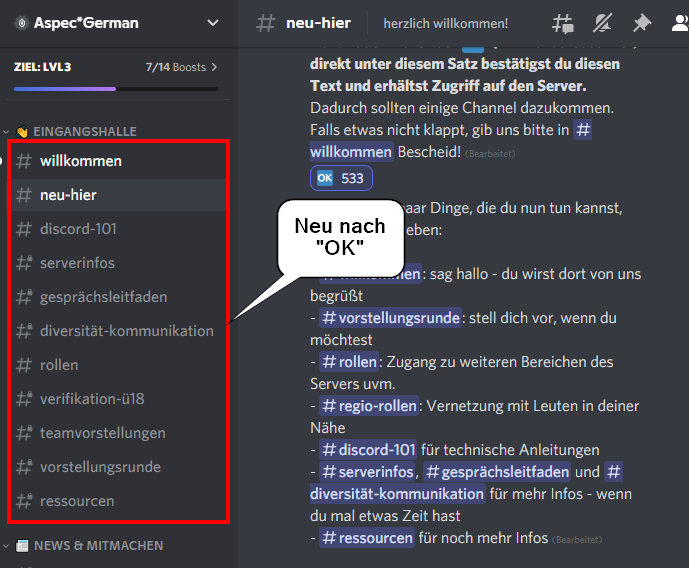 Aspec*German
ZIEL: LVL3
7/14 Boosts
EINGANGSHALLE
# willkommen
# neu-hier
# discord-101
# serverinfos
# gesprächsleitfaden
# diversität-kommunikation
# rollen
# verifikation-ü18
# teamvorstellungen
# vorstellungsrunde
# ressourcen
NEWS & MITMACHEN
Neu nach
"OK"
# neu-hier
herzlich willkommen!
direkt unter diesem Satz bestätigst du diesen
Text und erhältst Zugriff auf den Server.
Dadurch sollten einige Channel dazukommen.
Falls etwas nicht klappt, gib uns bitte in #
willkommen Bescheid! (Bearbeitet)
OK 533
paar Dinge, die du nun tun kannst,
eben:
: sag hallo - du wirst dort von uns
begrüßt
- # vorstellungsrunde: stell dich vor, wenn du
möchtest
- # rollen: Zugang zu weiteren Bereichen des
Servers uvm.
- # regio-rollen: Vernetzung mit Leuten in deiner
Nähe
- # discord-101 für technische Anleitungen
- # serverinfos, # gesprächsleitfaden und #
diversität-kommunikation für mehr Infos - wenn
du mal etwas Zeit hast
- # ressourcen für noch mehr Infos (Bearbeitet)